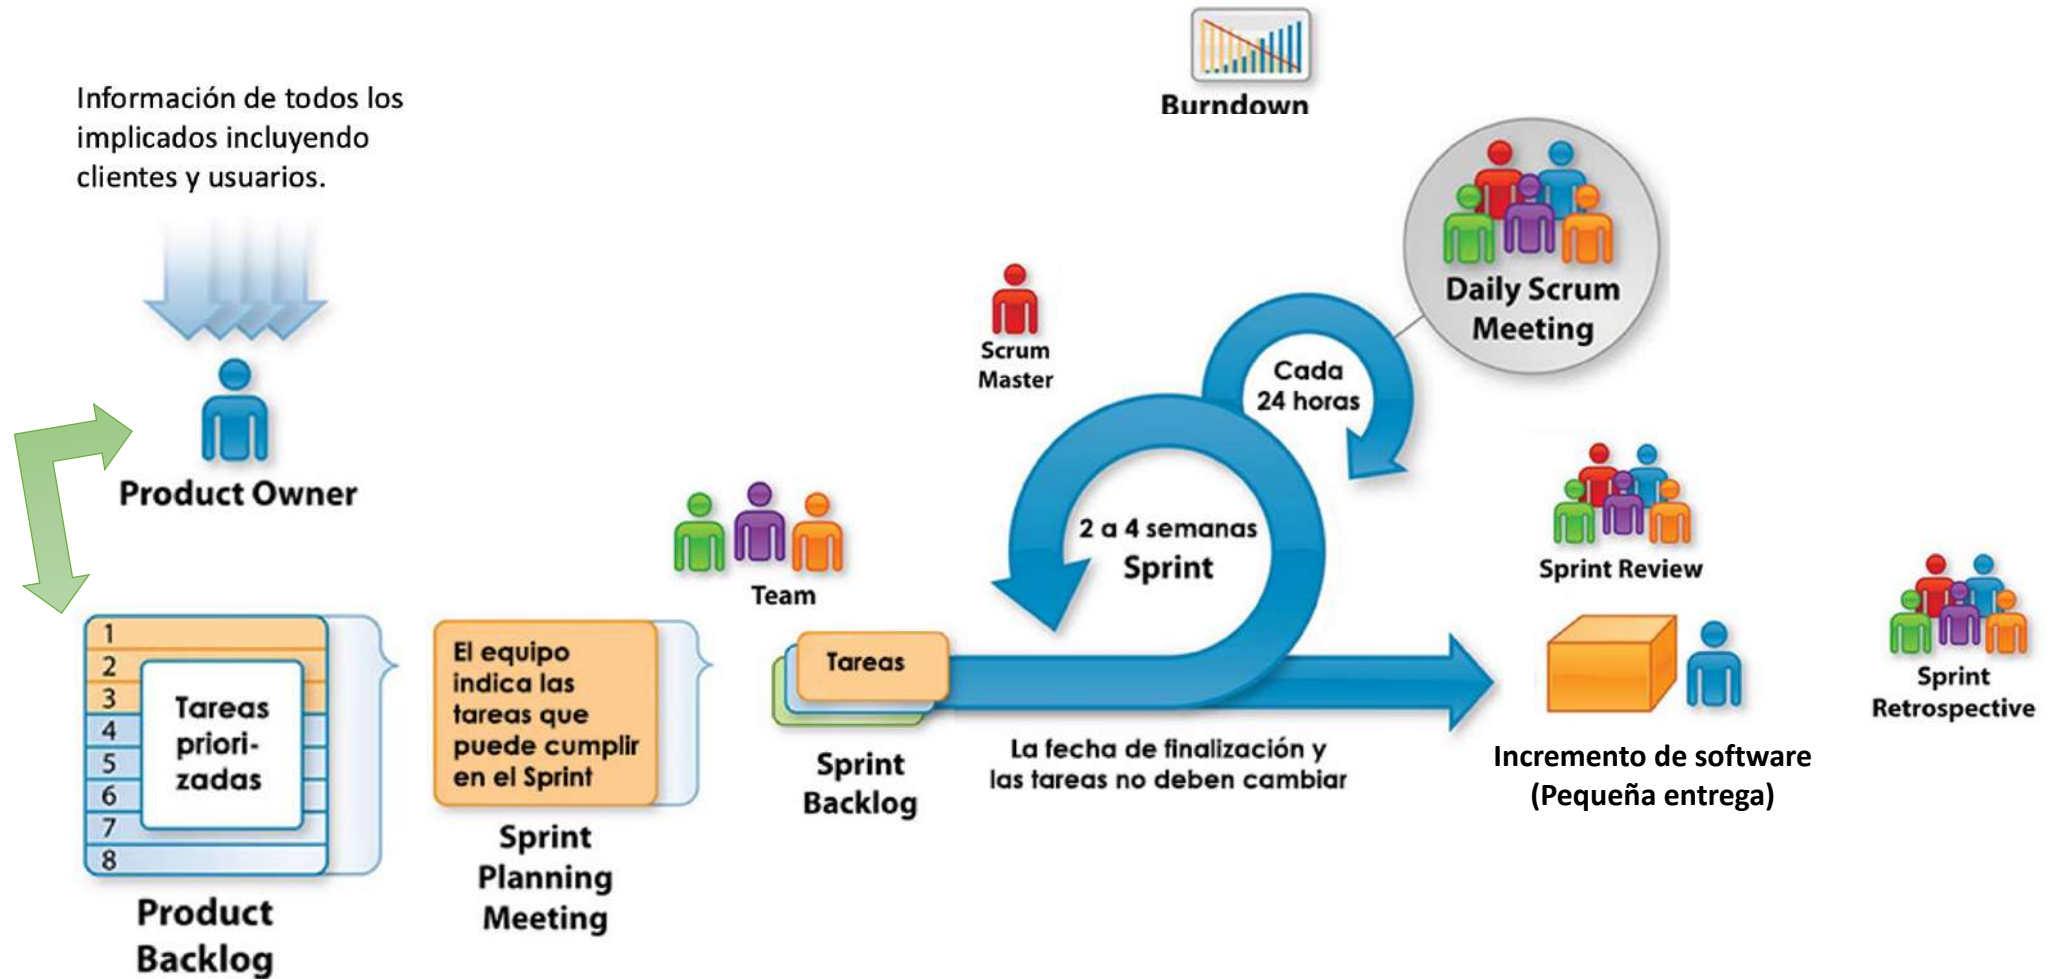 Información de todos los
implicados incluyendo
clientes y usuarios.
Product Owner
1
2
3
4
5
6
7
8
Tareas
priori-
zadas
Product
Backlog
El equipo
indica las
tareas que
puede cumplir
en el Sprint
Sprint
Planning
Meeting
Team
Tareas
Sprint
Backlog
Scrum
Master
Burndown
2 a 4 semanas
Sprint
Cada
24 horas
Daily Scrum
Meeting
La fecha de finalización y
las tareas no deben cambiar
Sprint Review
Incremento de software
(Pequeña entrega)
Sprint
Retrospective